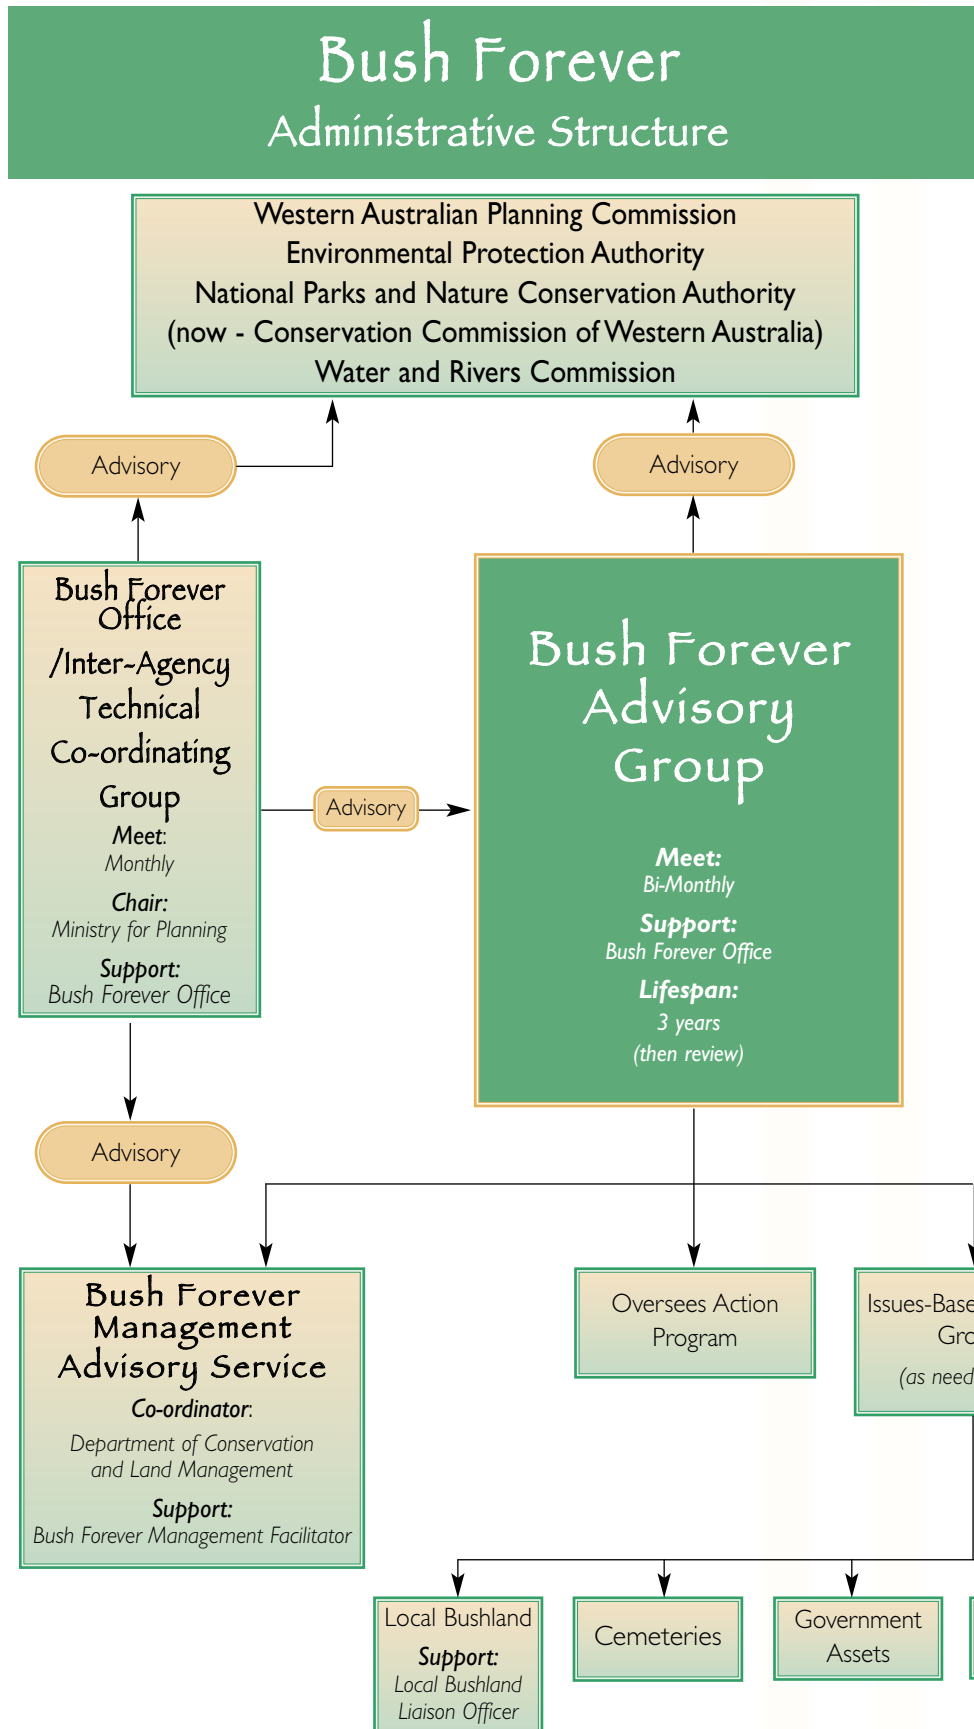 Bush Forever
Administrative Structure
Western Australian Planning Commission
Environmental Protection Authority
National Parks and Nature Conservation Authority
(now - Conservation Commission of Western Australia)
Water and Rivers Commission
Advisory
Advisory
Bush Forever
Office
/Inter-Agency
Technical
Co-ordinating
Group
Meet:
Monthly
Chair:
Ministry for Planning
Support:
Bush Forever Office
Advisory
Bush Forever
Advisory
Group
Meet:
Bi-Monthly
Support:
Bush Forever Office
Lifespan:
3 years
(then review)
Advisory
Bush Forever
Management
Advisory Service
Co-ordinator:
Department of Conservation
and Land Management
Support:
Bush Forever Management Facilitator
Oversees Action
Program
Issues-Base
Gro
(as need
Local Bushland
Support:
Local Bushland
Liaison Officer
Cemeteries
Government
Assets